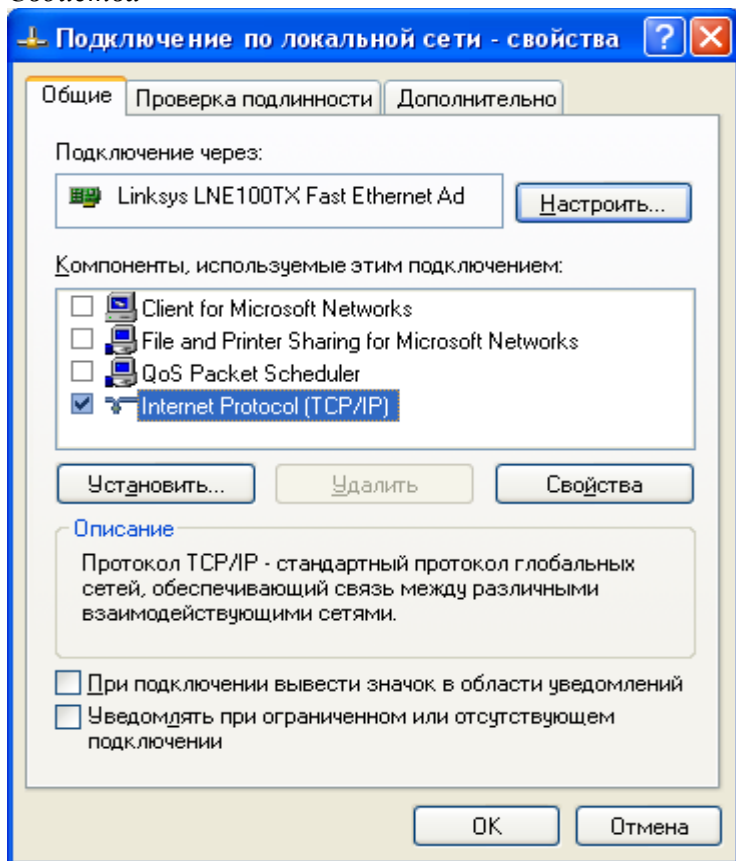 Свойства
Подключение по локальной сети - свойства
Общие Проверка подлинности Дополнительно
Подключение через:
Linksys LNE100TX Fast Ethernet Ad Настроить...
Компоненты, используемые этим подключением:
Client for Microsoft Networks
File and Printer Sharing for Microsoft Networks
QoS Packet Scheduler
Internet Protocol (TCP/IP)
Установить... Удалить Свойства
Описание
Протокол TCP/IP - стандартный протокол глобальных
сетей, обеспечивающий связь между различными
взаимодействующими сетями.
При подключении вывести значок в области уведомлений
Уведомлять при ограниченном или отсутствующем
подключении
OK Отмена